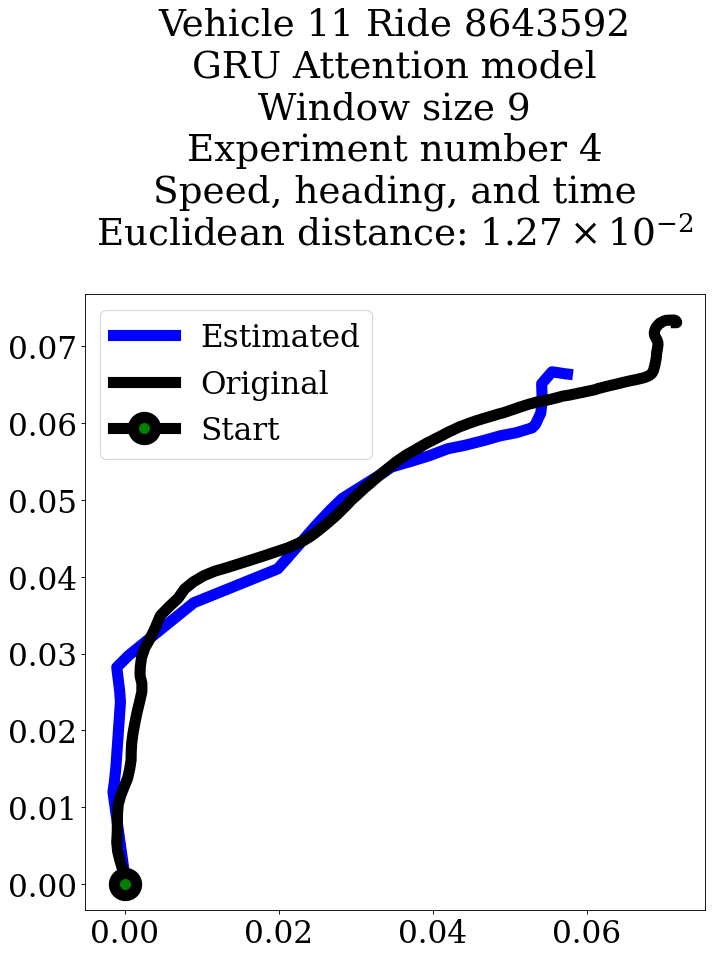 Vehicle 11 Ride 8643592
GRU Attention model
Window size 9
Experiment number 4
Speed, heading, and time
Euclidean distance: 1.27 × 10⁻²
Estimated
Original
Start
0.07
0.06
0.05
0.04
0.03
0.02
0.01
0.00
0.00 0.02 0.04 0.06